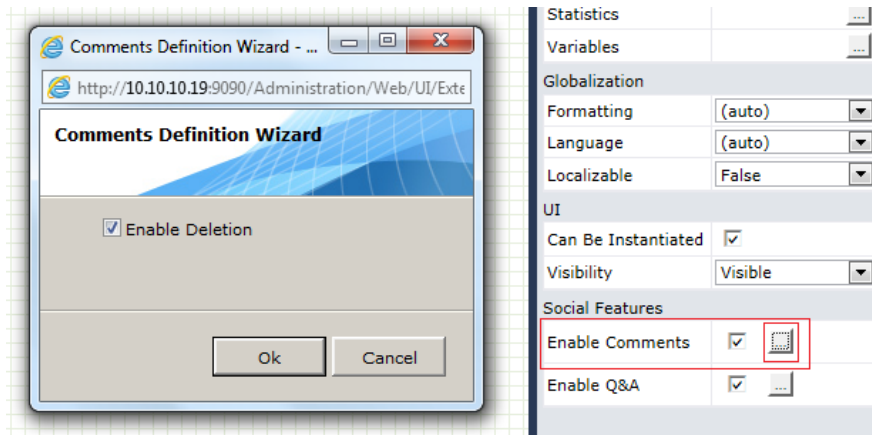 Comments Definition Wizard - ...
http://10.10.10.19:9090/Administration/Web/UI/Exte
Comments Definition Wizard
Enable Deletion
Ok Cancel
Statistics ...
Variables ...
Globalization
Formatting (auto)
Language (auto)
Localizable False
UI
Can Be Instantiated
Visibility Visible
Social Features
Enable Comments ...
Enable Q&A ...